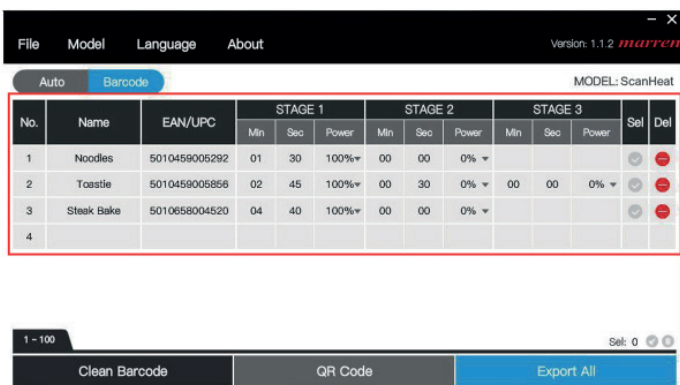 File Model Language About Version: 1.1.2 marren
Auto Barcode MODEL: ScanHeat
No. Name EAN/UPC STAGE 1 STAGE 2 STAGE 3 Sel Del
Min Sec Power Min Sec Power Min Sec Power
1 Noodles 5010459005292 01 30 100% 00 00 0%
2 Toastie 5010459005856 02 45 100% 00 30 0% 00 00 0%
3 Steak Bake 5010658004520 04 40 100% 00 00 0%
4
1 - 100 Sel: 0
Clean Barcode QR Code Export All